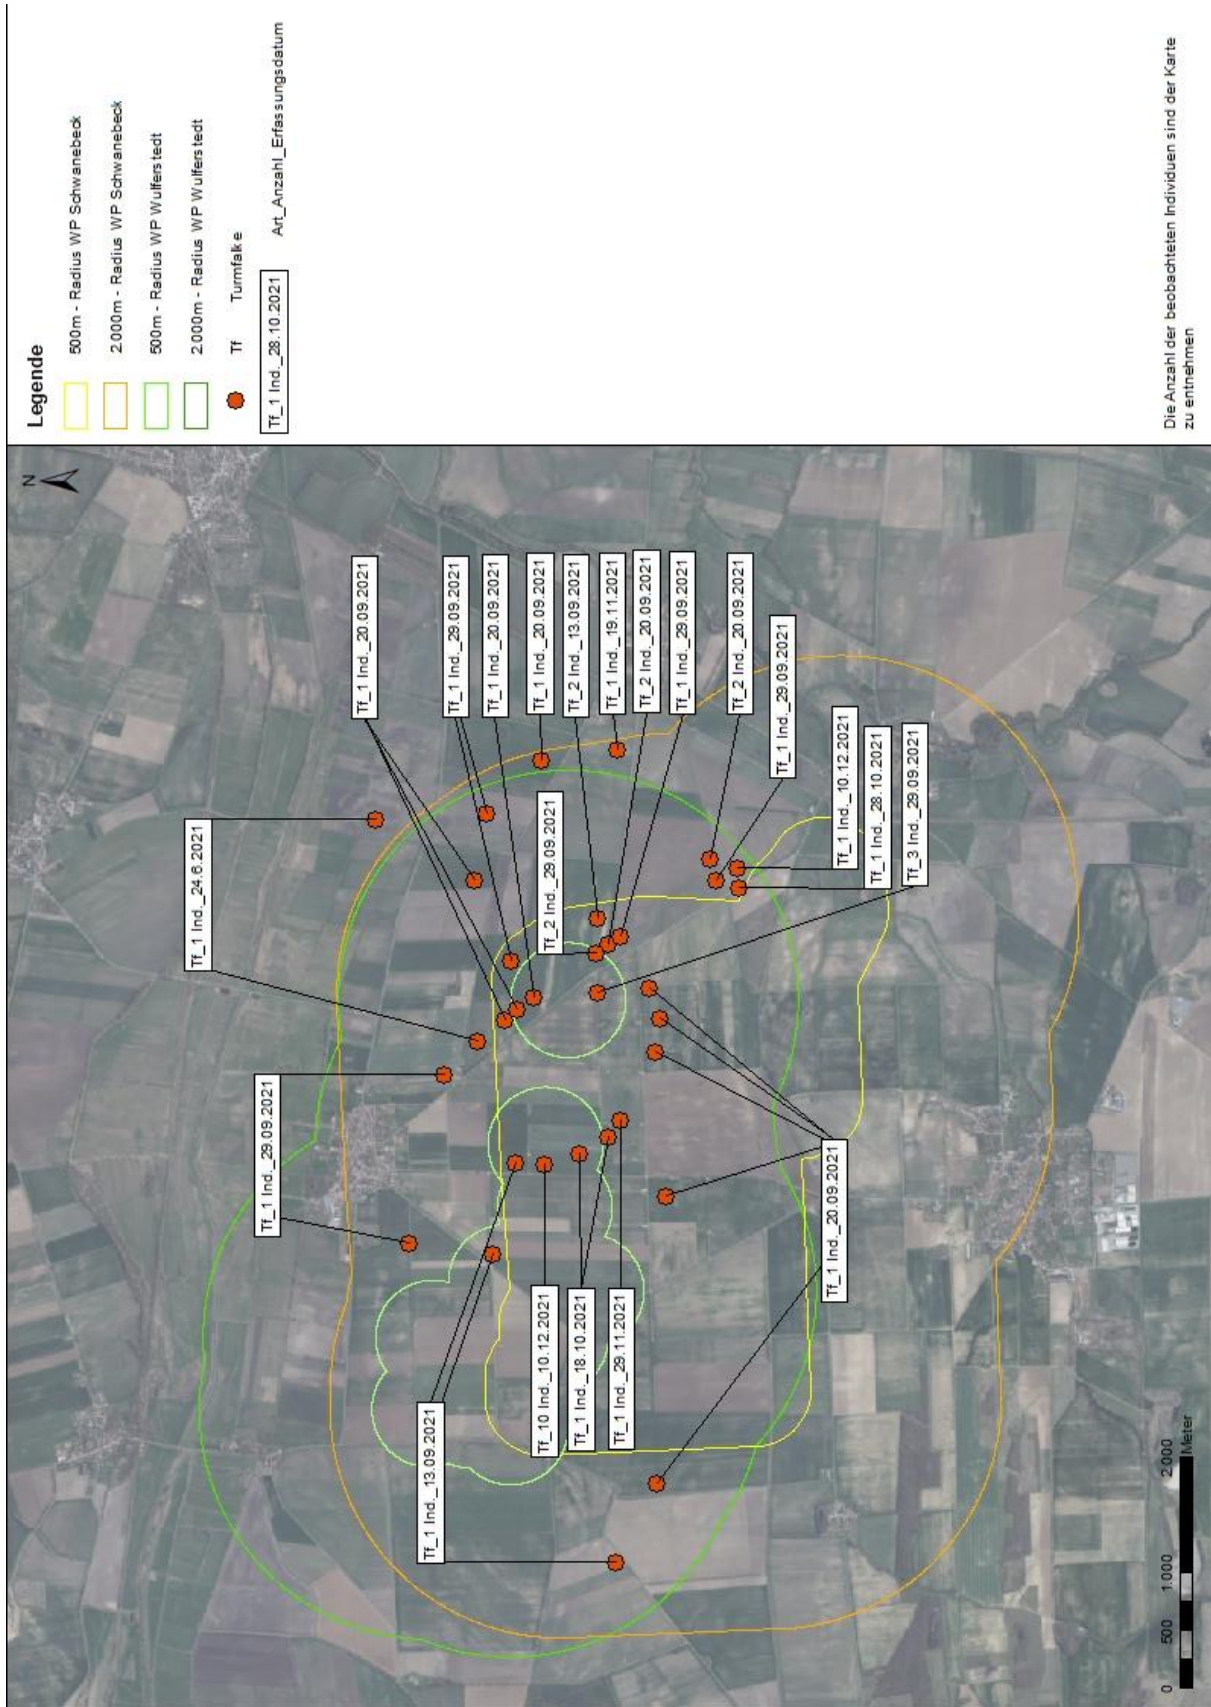 Legende
500m - Radius WP Schwanebeck
2.000m - Radius WP Schwanebeck
500m - Radius WP Wulferstedt
2.000m - Radius WP Wulferstedt
Tf Turmfalke
Tf_1 Ind._28.10.2021 Art_Anzahl_Erfassungsdatum
Die Anzahl der beobachteten Individuen sind der Karte
zu entnehmen
N
Tf_1 Ind._24.6.2021
Tf_1 Ind._29.09.2021
Tf_1 Ind._20.09.2021
Tf_1 Ind._13.09.2021
Tf_1 Ind._29.09.2021
Tf_1 Ind._20.09.2021
Tf_1 Ind._20.09.2021
Tf_2 Ind._29.09.2021
Tf_2 Ind._13.09.2021
Tf_1 Ind._19.11.2021
Tf_2 Ind._20.09.2021
Tf_1 Ind._29.09.2021
Tf_10 Ind._10.12.2021
Tf_1 Ind._18.10.2021
Tf_1 Ind._29.11.2021
Tf_2 Ind._20.09.2021
Tf_1 Ind._29.09.2021
Tf_1 Ind._10.12.2021
Tf_1 Ind._28.10.2021
Tf_3 Ind._29.09.2021
Tf_1 Ind._20.09.2021
0 500 1.000 2.000
Meter